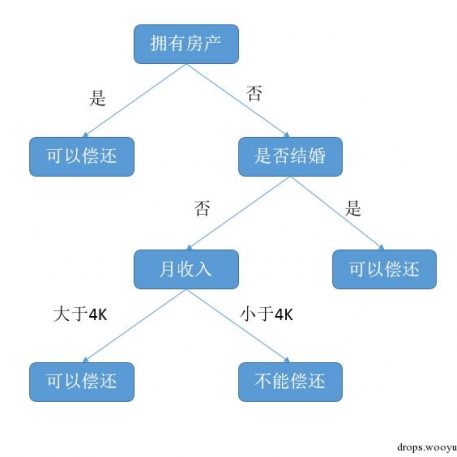 拥有房产
是
否
可以偿还
是否结婚
否
是
月收入
可以偿还
大于4K
小于4K
可以偿还
不能偿还
drops.wooyu